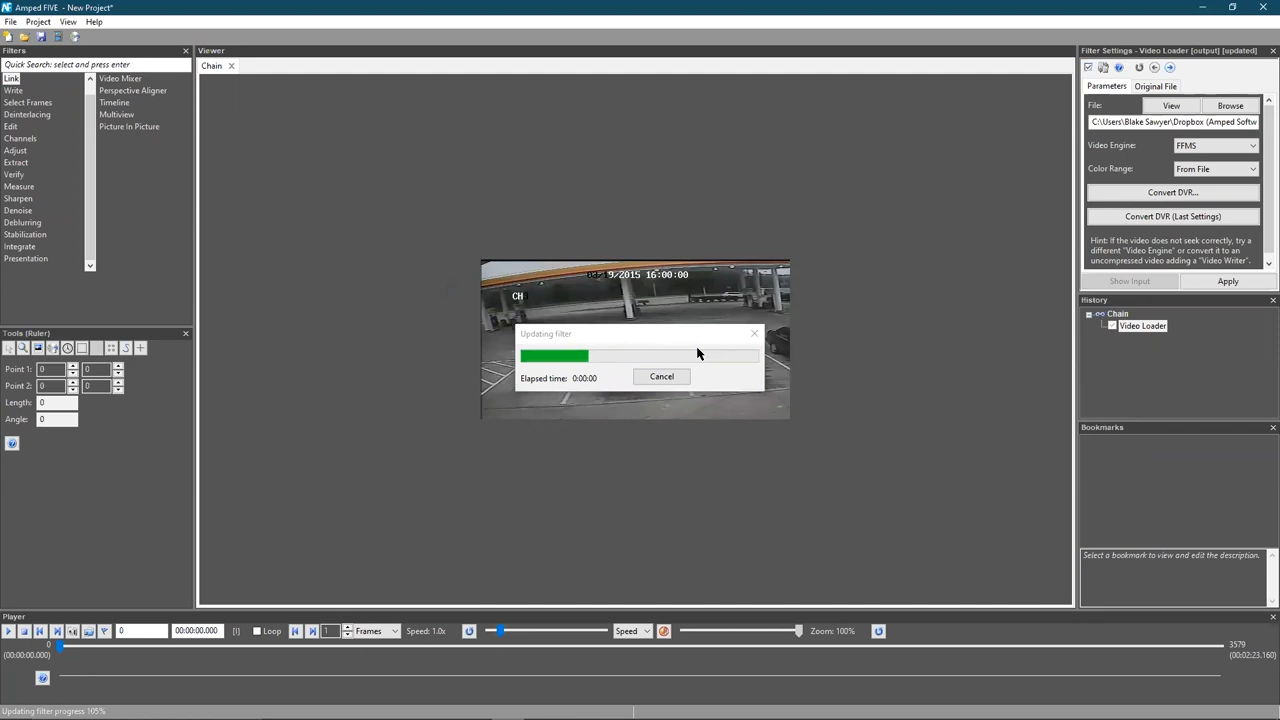 Amped FIVE - New Project*
File Project View Help
Filters
Quick Search: select and press enter
Link
Write
Select Frames
Deinterlacing
Edit
Channels
Adjust
Extract
Verify
Measure
Sharpen
Denoise
Deblurring
Stabilization
Integrate
Presentation
Video Mixer
Perspective Aligner
Timeline
Multiview
Picture In Picture
Tools (Ruler)
Point 1: 0 0
Point 2: 0 0
Length: 0
Angle: 0
Viewer
Chain
9/2015 16:00:00
CH
Updating filter
Elapsed time: 0:00:00
Cancel
Filter Settings - Video Loader [output] [updated]
Parameters Original File
File: View Browse
C:\Users\Blake Sawyer\Dropbox (Amped Softw
Video Engine: FFMS
Color Range: From File
Convert DVR...
Convert DVR (Last Settings)
Hint: If the video does not seek correctly, try a
different "Video Engine" or convert it to an
uncompressed video adding a "Video Writer".
Show Input Apply
History
Chain
Video Loader
Bookmarks
Select a bookmark to view and edit the description.
Player
0 00:00:00.000 [I] Loop 1 Frames Speed: 1.0x Speed Zoom: 100%
0 3579
(00:00:00.000) (00:02:23.160)
Updating filter progress 105%